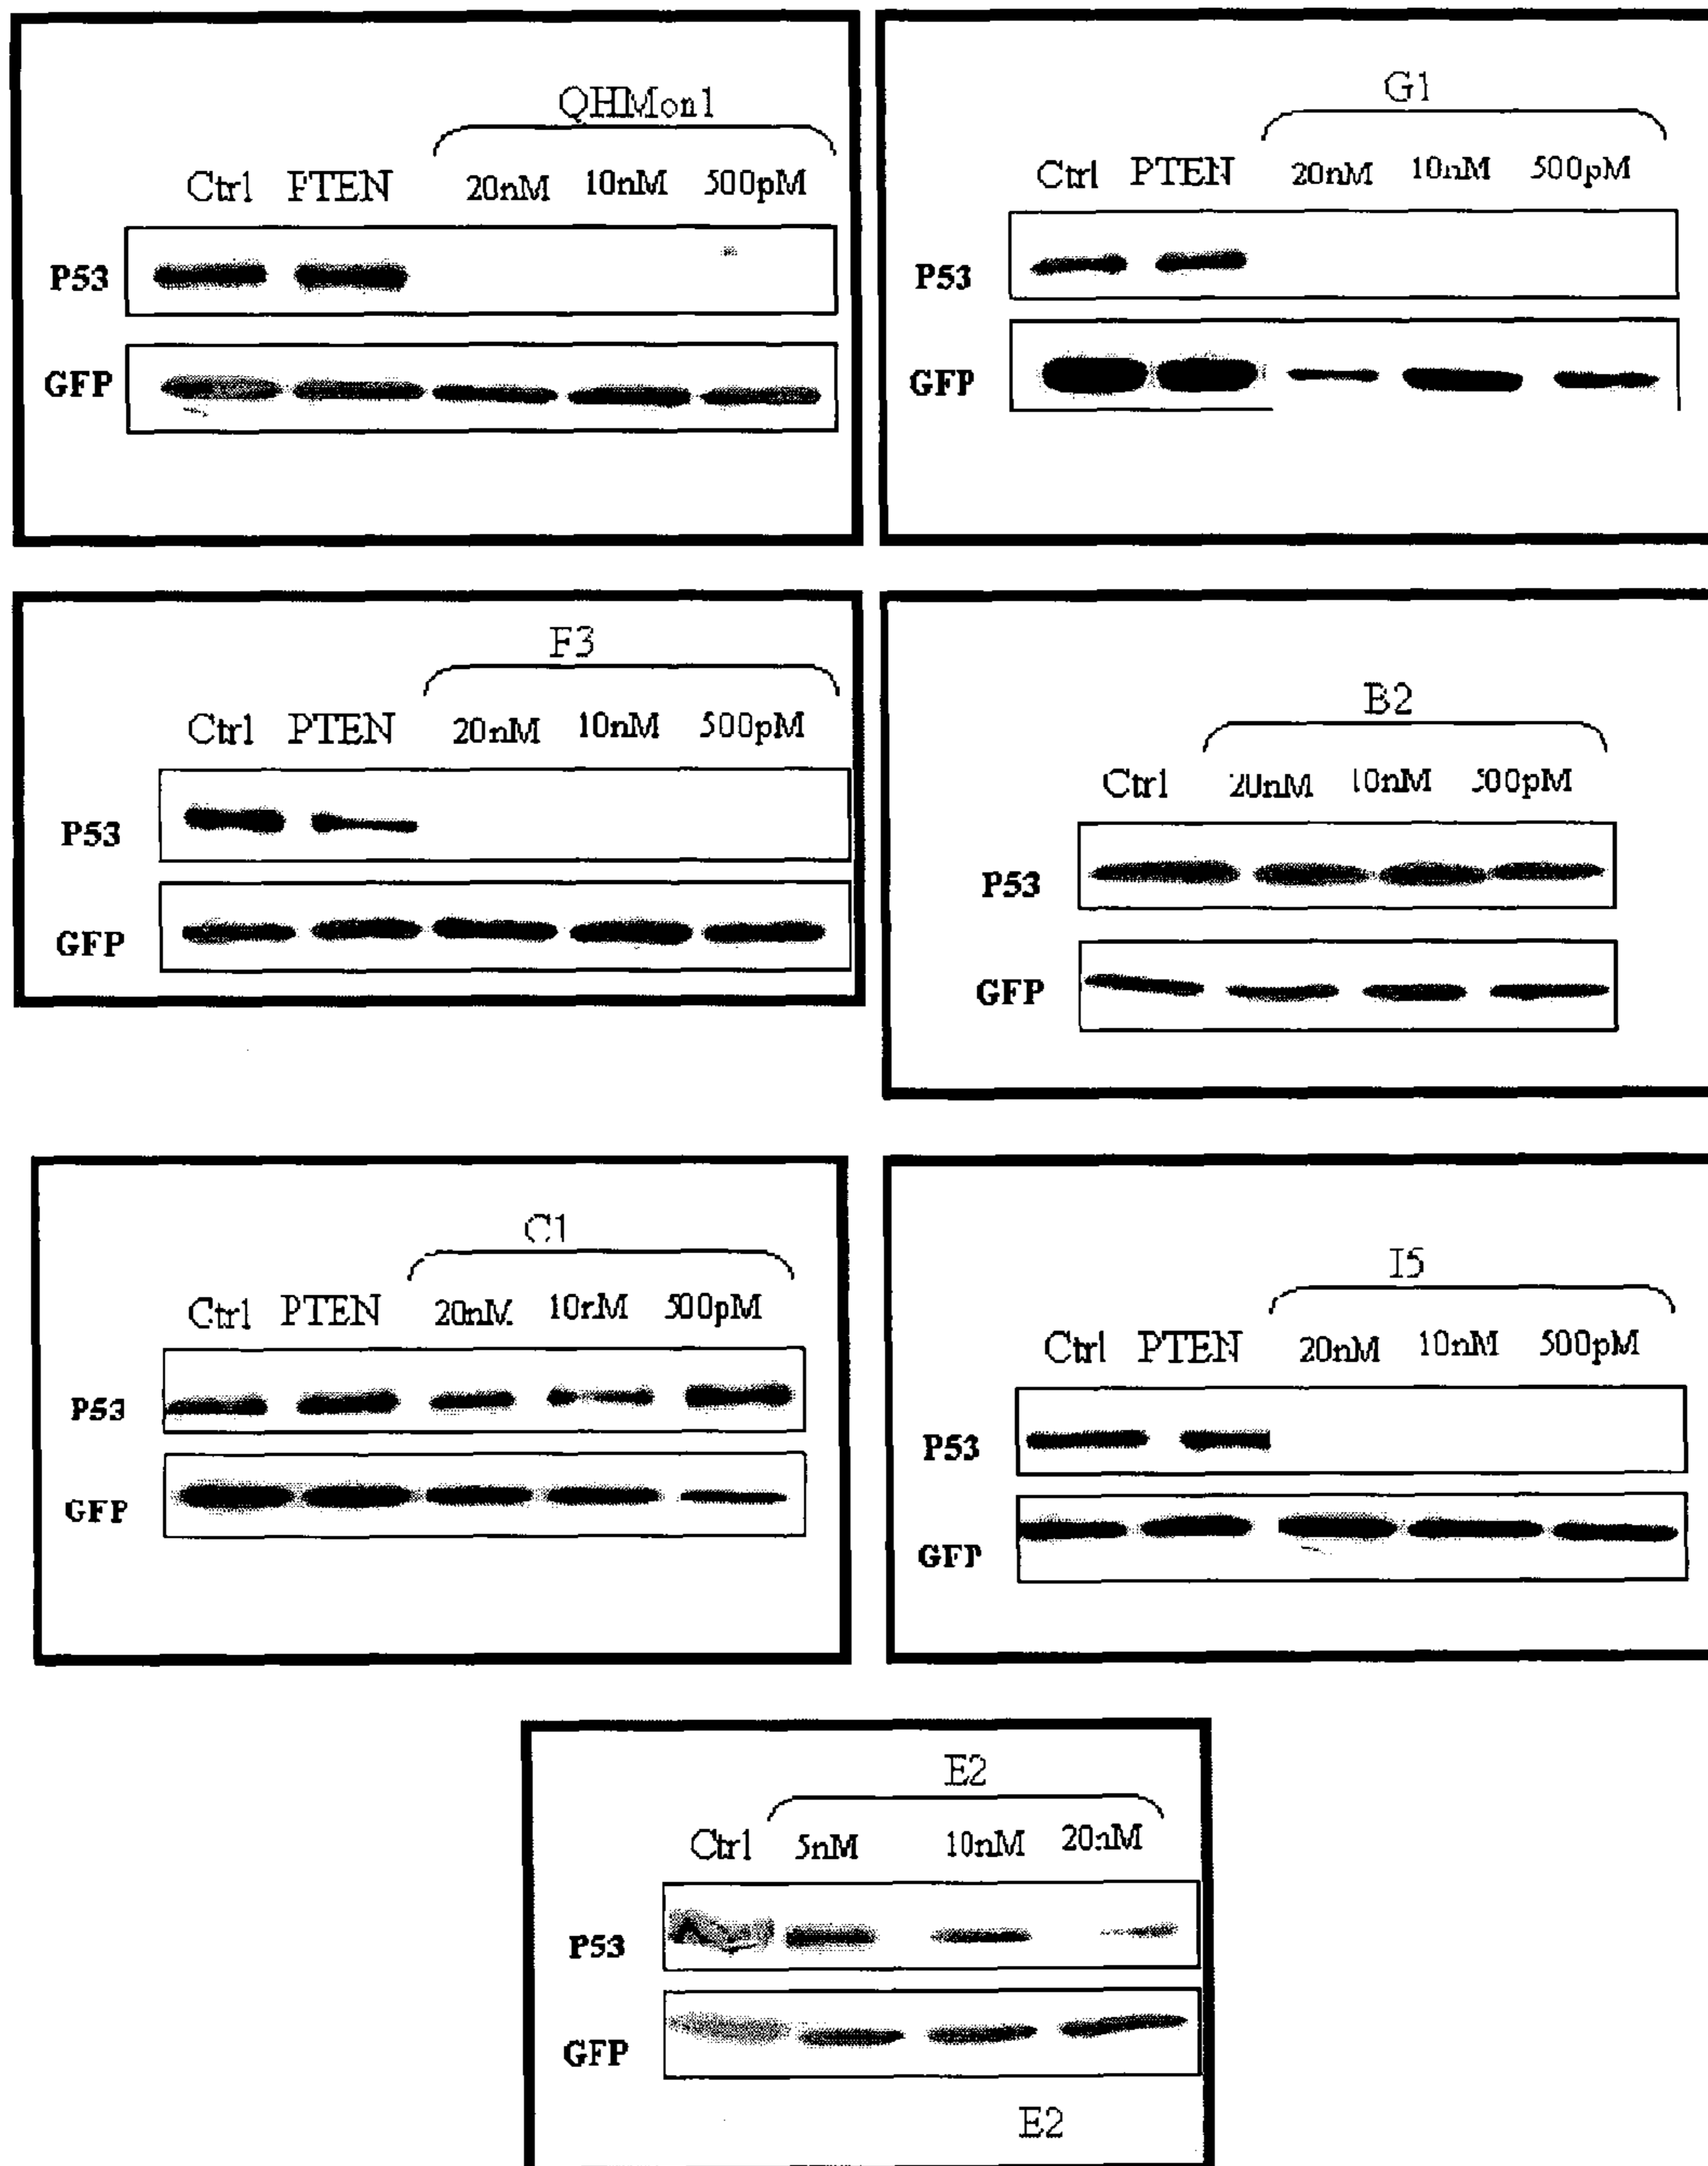 QHMon1
Ctrl PTEN 20nM 10nM 500pM
P53
GFP
G1
Ctrl PTEN 20nM 10nM 500pM
P53
GFP
F3
Ctrl PTEN 20nM 10nM 500pM
P53
GFP
B2
Ctrl 20nM 10nM 500pM
P53
GFP
C1
Ctrl PTEN 20nM 10nM 500pM
P53
GFP
I5
Ctrl PTEN 20nM 10nM 500pM
P53
GFP
E2
Ctrl 5nM 10nM 20nM
P53
GFP
E2